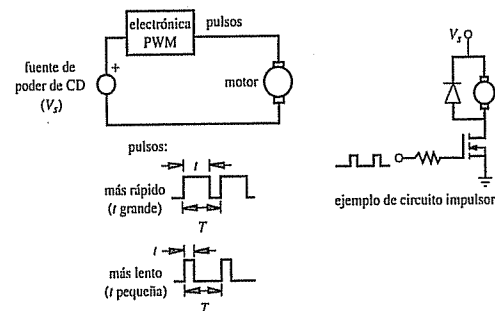 electrónica
PWM
pulsos
fuente de
poder de CD
(Vs)
+
motor
pulsos:
t
más rápido
(t grande)
T
t
más lento
(t pequeña)
T
Vs
ejemplo de circuito impulsor